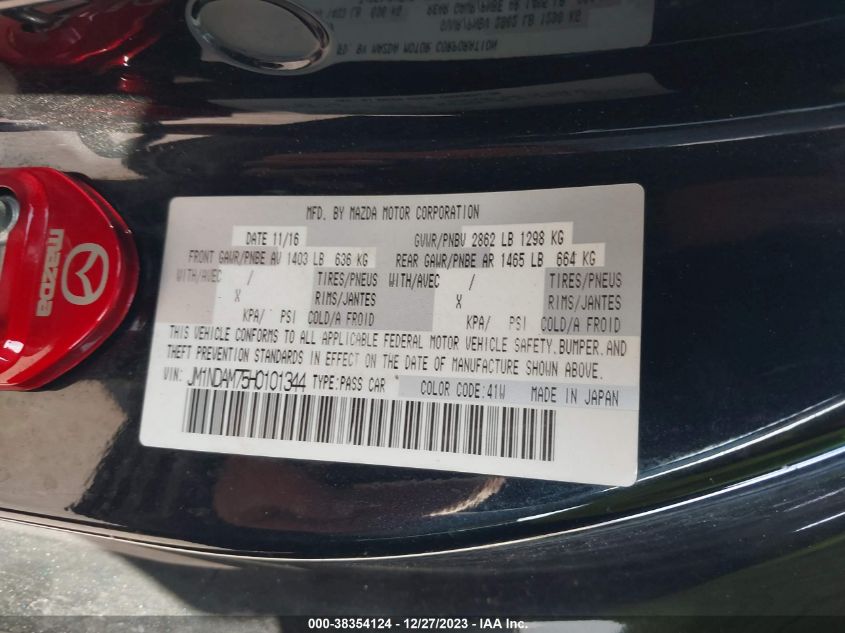 MFD. BY MAZDA MOTOR CORPORATION
DATE 11/16 GVWR/PNBV 2862 LB 1298 KG
FRONT GAWR/PNBE AV 1403 LB 636 KG REAR GAWR/PNBE AR 1465 LB 664 KG
WITH/AVEC / TIRES/PNEUS WITH/AVEC / TIRES/PNEUS
X RIMS/JANTES X RIMS/JANTES
KPA/ PSI COLD/A FROID KPA/ PSI COLD/A FROID
THIS VEHICLE CONFORMS TO ALL APPLICABLE FEDERAL MOTOR VEHICLE SAFETY, BUMPER, AND
THEFT PREVENTION STANDARDS IN EFFECT ON THE DATE OF MANUFACTURE SHOWN ABOVE.
VIN: JM1NDAM75H0101344 TYPE:PASS CAR COLOR CODE:41W MADE IN JAPAN
mazda
000-38354124 - 12/27/2023 - IAA Inc.